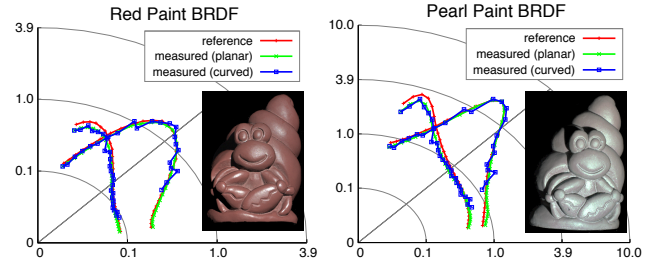 Red Paint BRDF
3.9
reference
measured (planar)
measured (curved)
1.0
0.1
0
0 0.1 1.0 3.9
Pearl Paint BRDF
10.0
reference
measured (planar)
measured (curved)
3.9
1.0
0.1
0
0 0.1 1.0 3.9 10.0